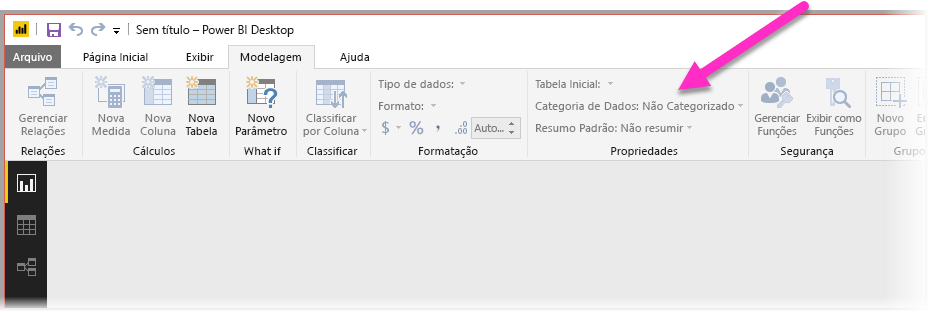 Sem título – Power BI Desktop
Arquivo Página Inicial Exibir Modelagem Ajuda
Gerenciar Relações
Relações
Nova Medida
Nova Coluna
Nova Tabela
Cálculos
Novo Parâmetro
What if
Classificar por Coluna
Classificar
Tipo de dados:
Formato:
$ % , .00 Auto...
Formatação
Tabela Inicial:
Categoria de Dados: Não Categorizado
Resumo Padrão: Não resumir
Propriedades
Gerenciar Funções
Exibir como Funções
Segurança
Novo Grupo
Grupo